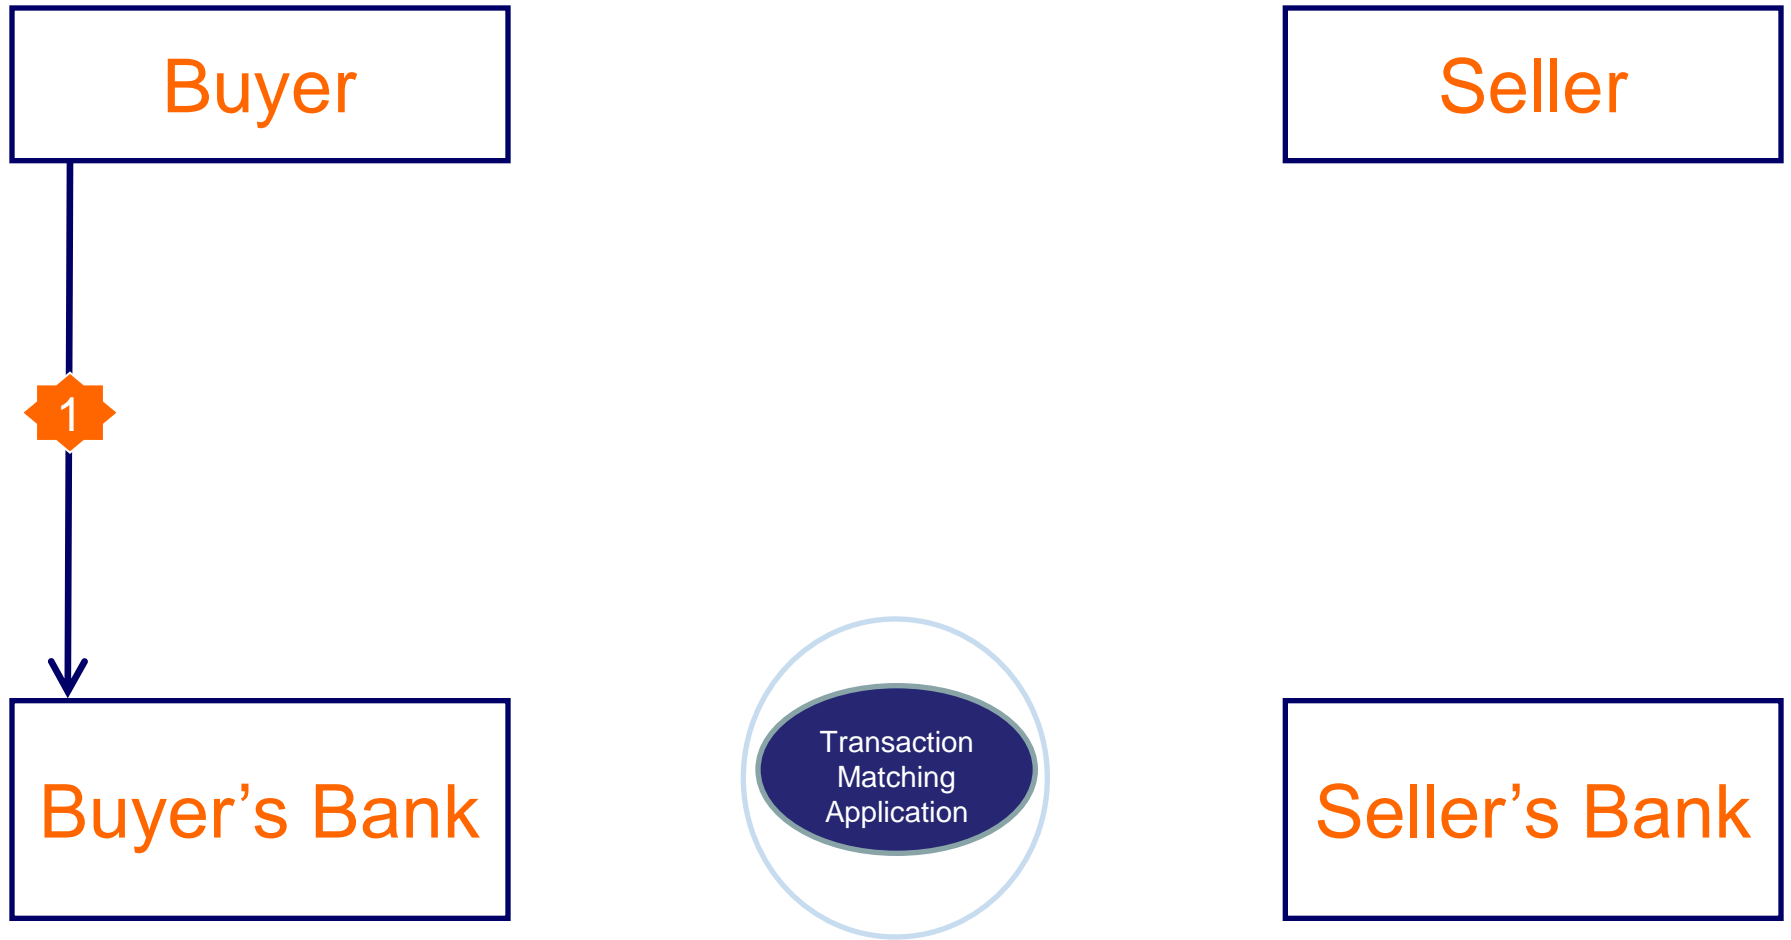 Buyer
Seller
1
Transaction
Matching
Application
Buyer’s Bank
Seller’s Bank